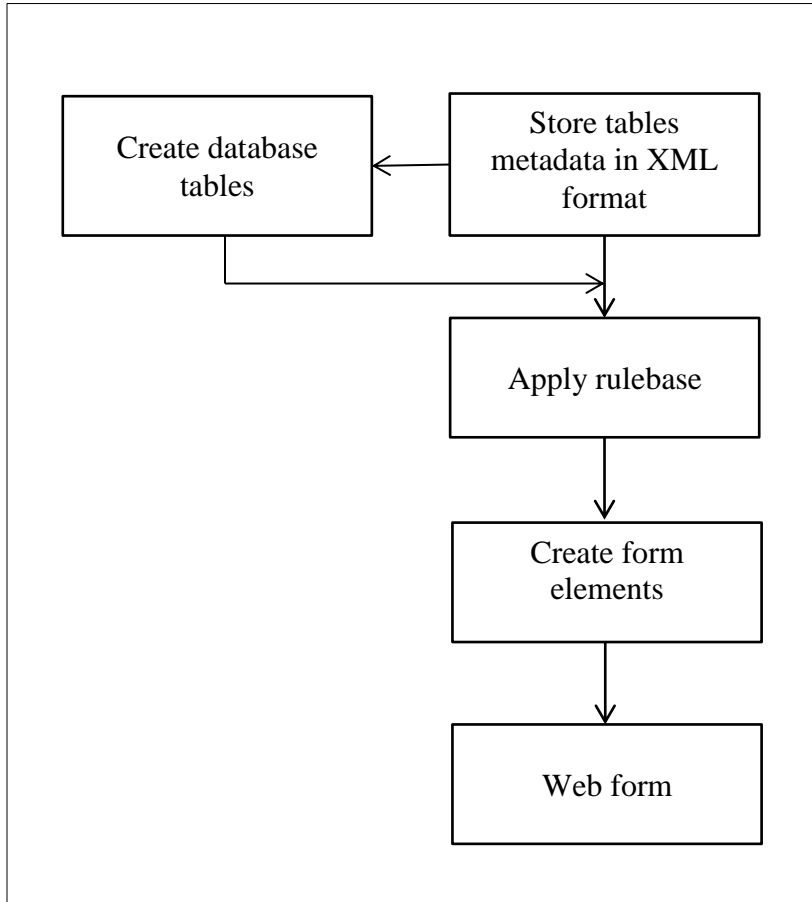 Create database
tables
Store tables
metadata in XML
format
Apply rulebase
Create form
elements
Web form